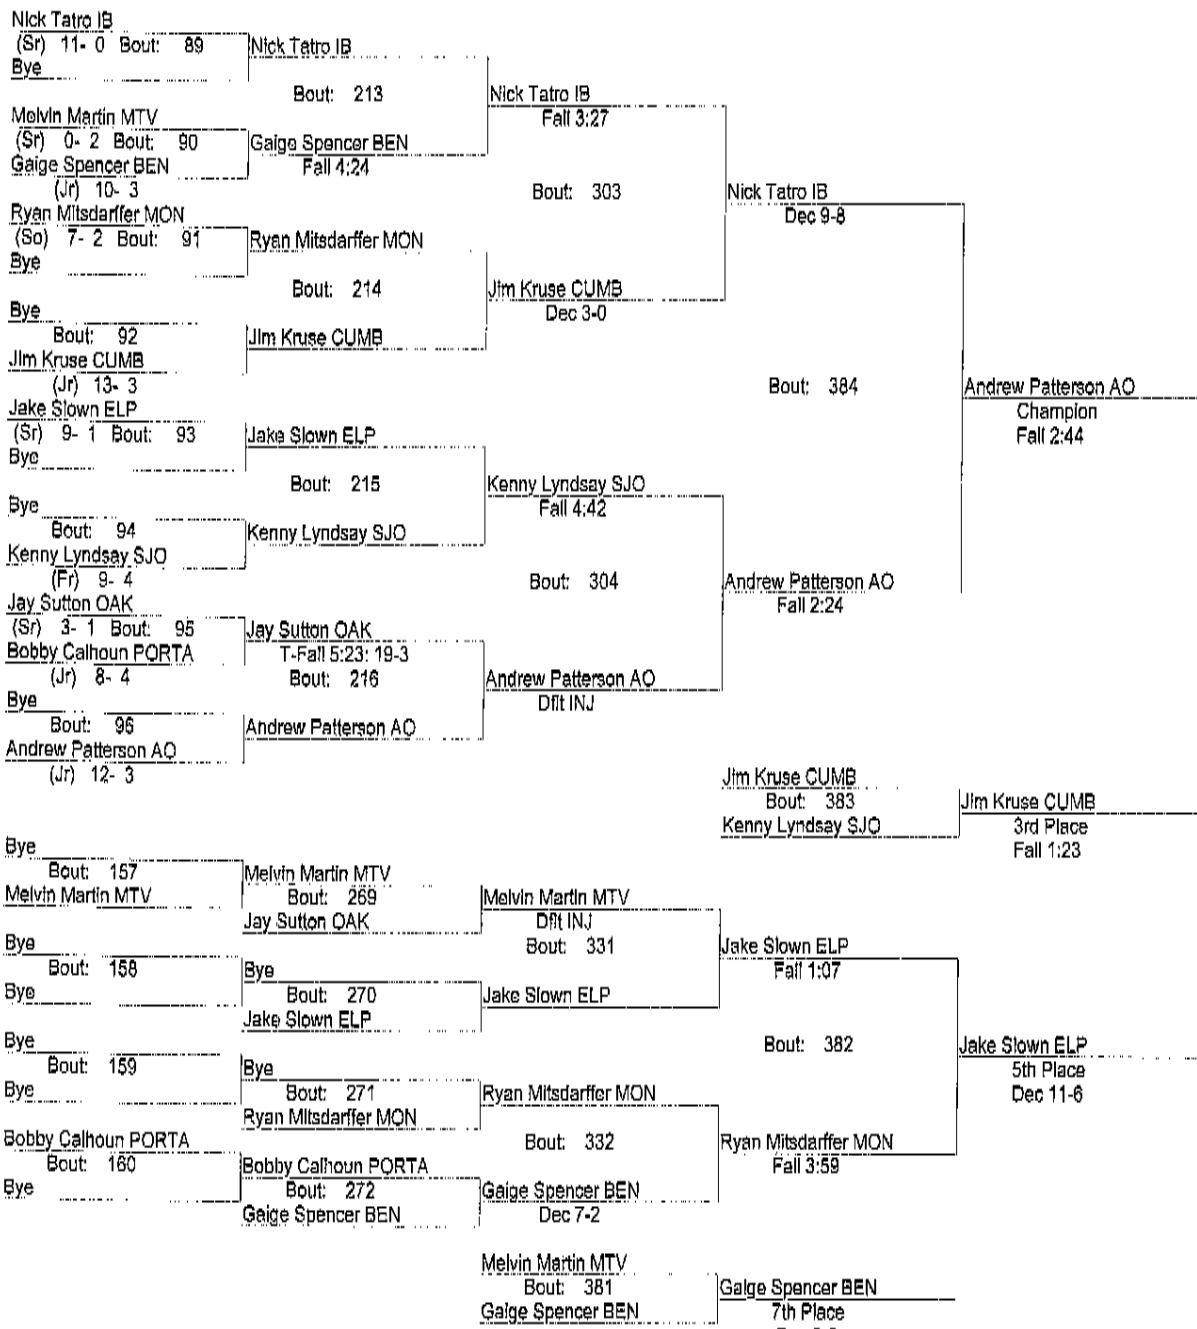 Nick Tatro IB
(Sr) 11- 0 Bout: 89
Bye
Nick Tatro IB
Bout: 213
Melvin Martin MTV
(Sr) 0- 2 Bout: 90
Gaige Spencer BEN
(Jr) 10- 3
Gaige Spencer BEN
Fall 4:24
Nick Tatro IB
Fall 3:27
Bout: 303
Ryan Mitsdarffer MON
(So) 7- 2 Bout: 91
Bye
Ryan Mitsdarffer MON
Bout: 214
Bye
Bout: 92
Jim Kruse CUMB
(Jr) 13- 3
Jim Kruse CUMB
Jim Kruse CUMB
Dec 3-0
Nick Tatro IB
Dec 9-8
Bout: 384
Andrew Patterson AO
Champion
Fall 2:44
Jake Slown ELP
(Sr) 9- 1 Bout: 93
Bye
Jake Slown ELP
Bout: 215
Bye
Bout: 94
Kenny Lyndsay SJO
(Fr) 9- 4
Kenny Lyndsay SJO
Kenny Lyndsay SJO
Fall 4:42
Bout: 304
Andrew Patterson AO
Fall 2:24
Jay Sutton OAK
(Sr) 3- 1 Bout: 95
Bobby Calhoun PORTA
(Jr) 8- 4
Jay Sutton OAK
T-Fall 5:23: 19-3
Bout: 216
Bye
Bout: 96
Andrew Patterson AO
(Jr) 12- 3
Andrew Patterson AO
Andrew Patterson AO
Dflt INJ
Jim Kruse CUMB
Bout: 383
Kenny Lyndsay SJO
Jim Kruse CUMB
3rd Place
Fall 1:23
Bye
Bout: 157
Melvin Martin MTV
Melvin Martin MTV
Bout: 269
Jay Sutton OAK
Melvin Martin MTV
Dflt INJ
Bout: 331
Bye
Bout: 158
Bye
Bye
Bout: 270
Jake Slown ELP
Jake Slown ELP
Jake Slown ELP
Fall 1:07
Bout: 382
Bye
Bout: 159
Bye
Bye
Bout: 271
Ryan Mitsdarffer MON
Ryan Mitsdarffer MON
Bout: 332
Bobby Calhoun PORTA
Bout: 160
Bye
Bobby Calhoun PORTA
Bout: 272
Gaige Spencer BEN
Gaige Spencer BEN
Dec 7-2
Ryan Mitsdarffer MON
Fall 3:59
Jake Slown ELP
5th Place
Dec 11-6
Melvin Martin MTV
Bout: 381
Gaige Spencer BEN
Gaige Spencer BEN
7th Place